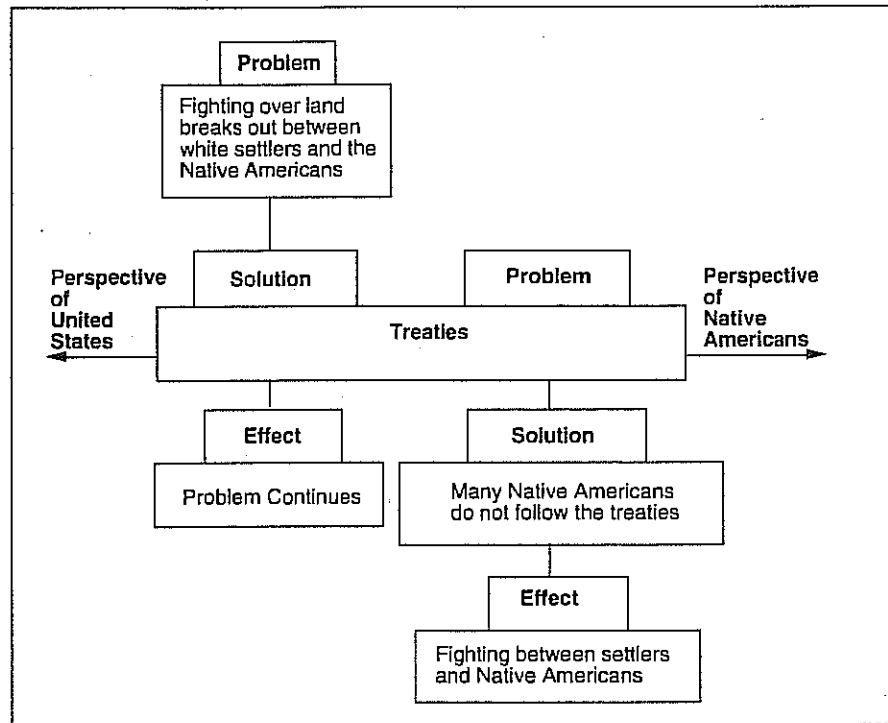 Problem
Fighting over land
breaks out between
white settlers and the
Native Americans
Perspective
of
United
States
Solution
Problem
Perspective
of
Native
Americans
Treaties
Effect
Problem Continues
Solution
Many Native Americans
do not follow the treaties
Effect
Fighting between settlers
and Native Americans